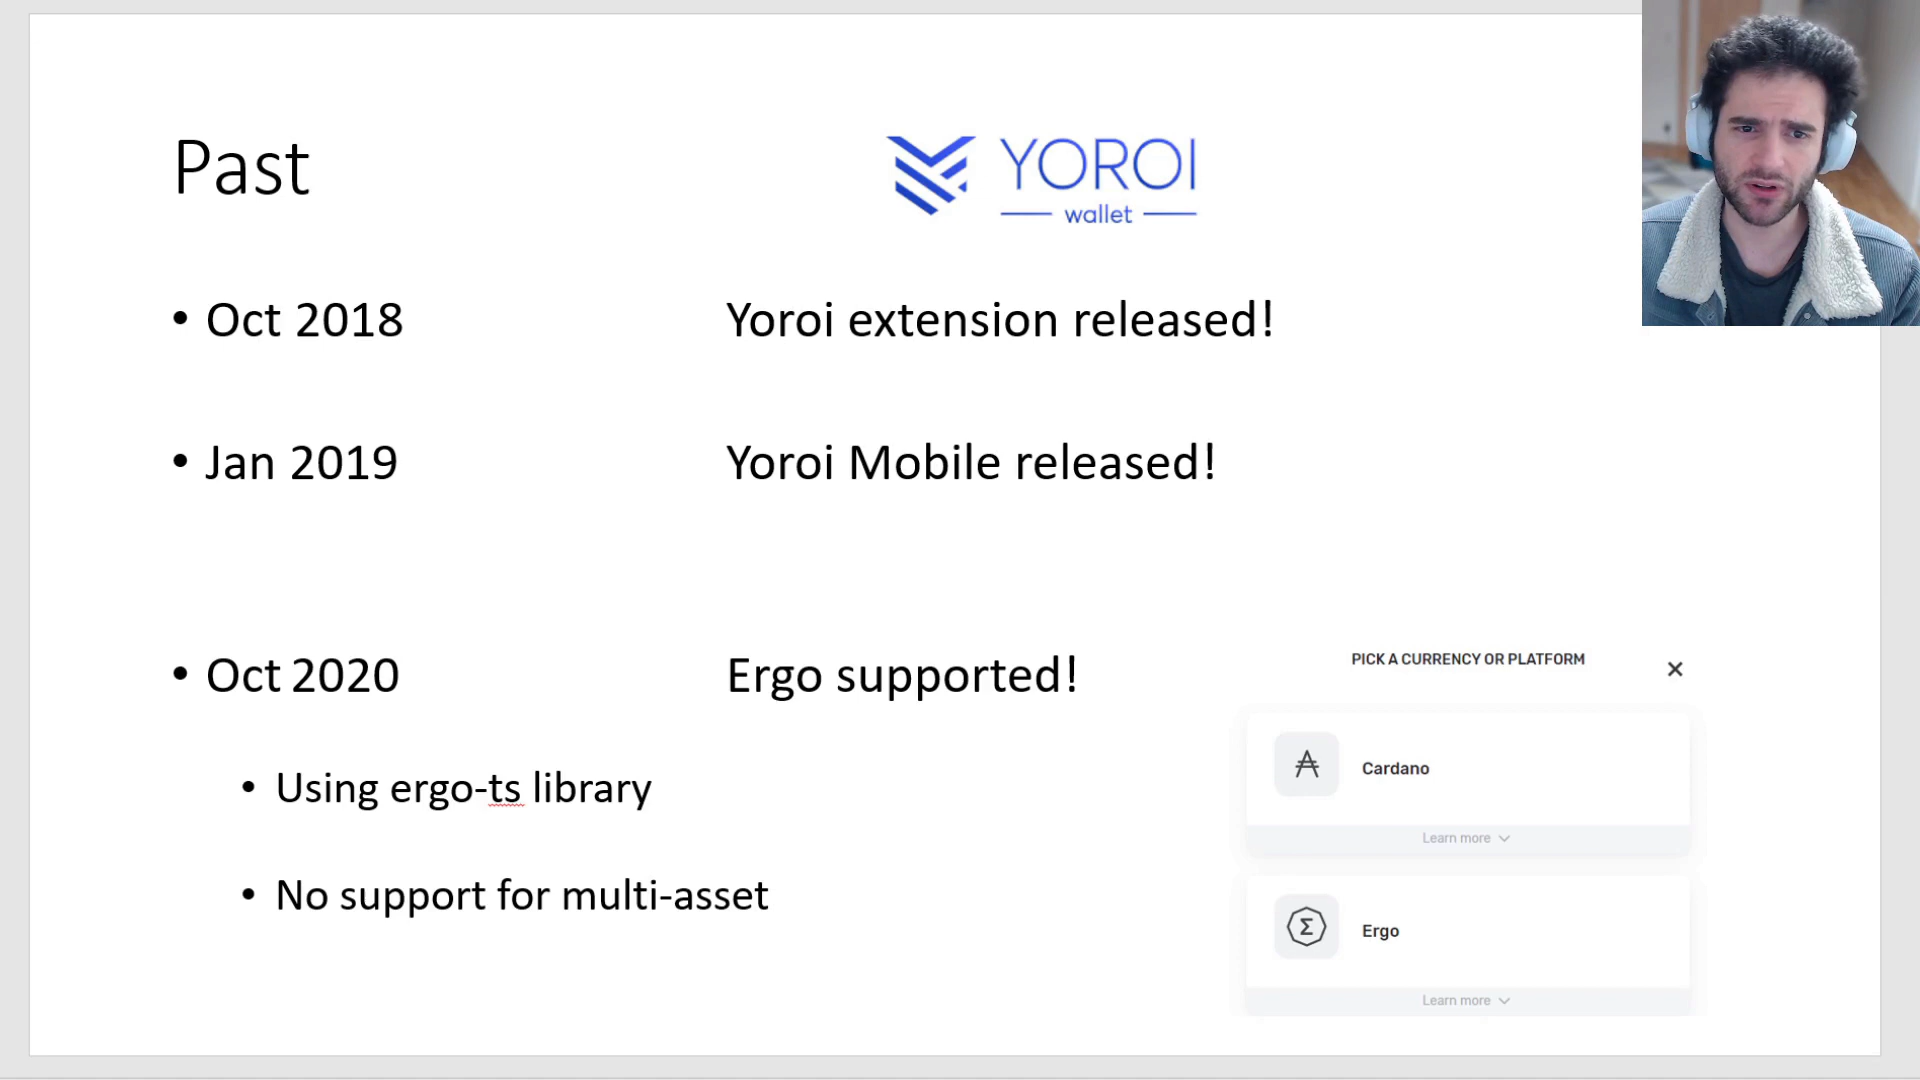 Past
YOROI
wallet
• Oct 2018 Yoroi extension released!
• Jan 2019 Yoroi Mobile released!
• Oct 2020 Ergo supported!
• Using ergo-ts library
• No support for multi-asset
PICK A CURRENCY OR PLATFORM
Cardano
Learn more
Ergo
Learn more